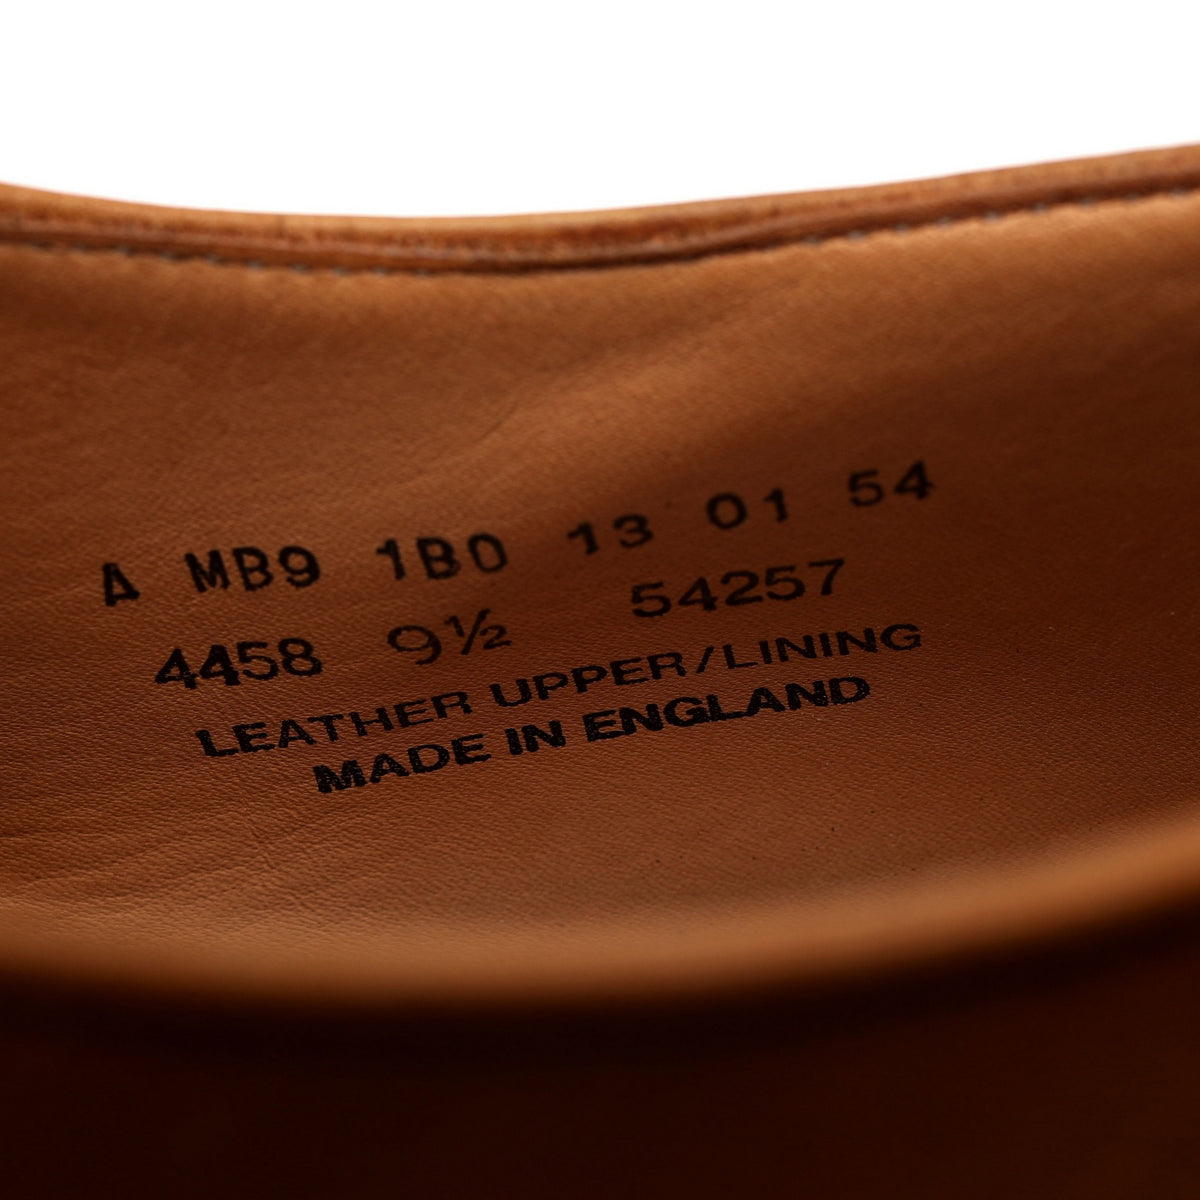 A MB9 1B0 13 01 54
4458 9½ 54257
LEATHER UPPER/LINING
MADE IN ENGLAND